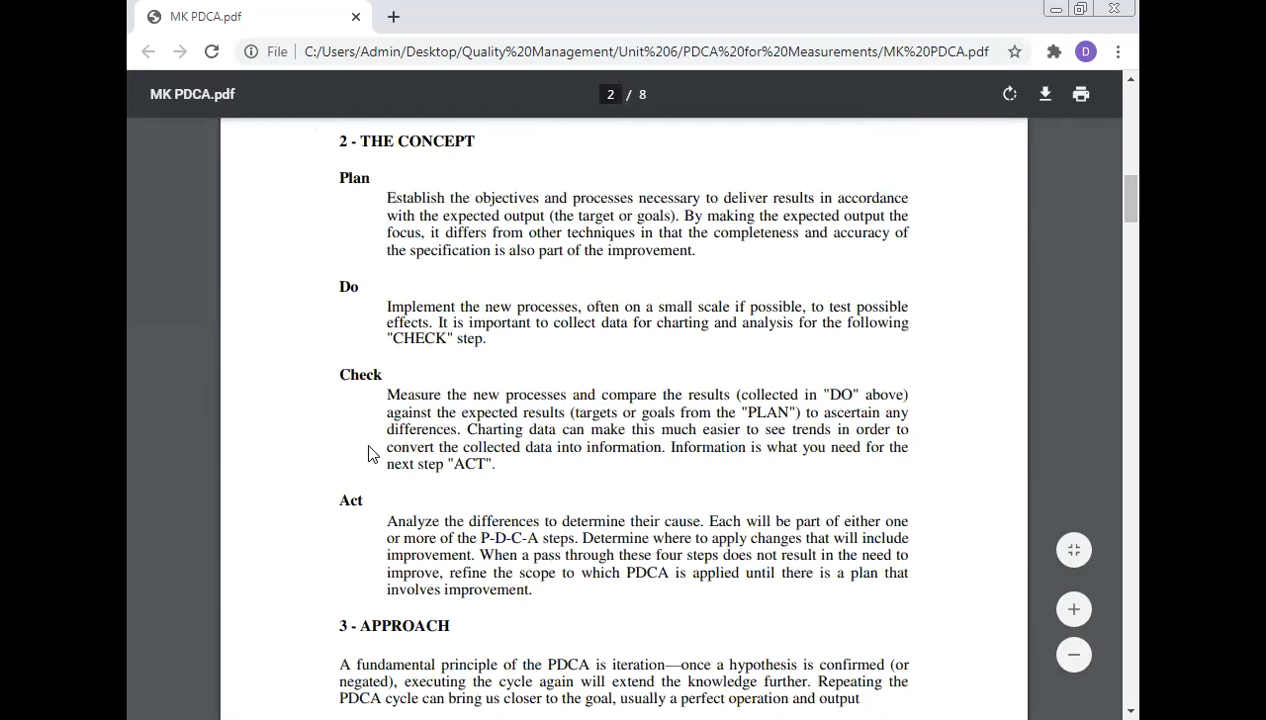 MK PDCA.pdf
File C:/Users/Admin/Desktop/Quality%20Management/Unit%206/PDCA%20for%20Measurements/MK%20PDCA.pdf
D
MK PDCA.pdf
2 / 8
2 - THE CONCEPT
Plan
Establish the objectives and processes necessary to deliver results in accordance
with the expected output (the target or goals). By making the expected output the
focus, it differs from other techniques in that the completeness and accuracy of
the specification is also part of the improvement.
Do
Implement the new processes, often on a small scale if possible, to test possible
effects. It is important to collect data for charting and analysis for the following
"CHECK" step.
Check
Measure the new processes and compare the results (collected in "DO" above)
against the expected results (targets or goals from the "PLAN") to ascertain any
differences. Charting data can make this much easier to see trends in order to
convert the collected data into information. Information is what you need for the
next step "ACT".
Act
Analyze the differences to determine their cause. Each will be part of either one
or more of the P-D-C-A steps. Determine where to apply changes that will include
improvement. When a pass through these four steps does not result in the need to
improve, refine the scope to which PDCA is applied until there is a plan that
involves improvement.
3 - APPROACH
A fundamental principle of the PDCA is iteration—once a hypothesis is confirmed (or
negated), executing the cycle again will extend the knowledge further. Repeating the
PDCA cycle can bring us closer to the goal, usually a perfect operation and output